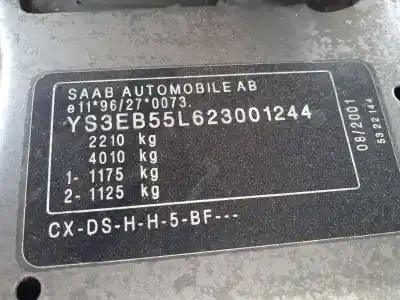 SAAB AUTOMOBILE AB
e11*96/27*0073.
YS3EB55L623001244
2210 kg
4010 kg
1- 1175 kg
2- 1125 kg
CX-DS-H-H-5-BF---
08/2001
53 22 144